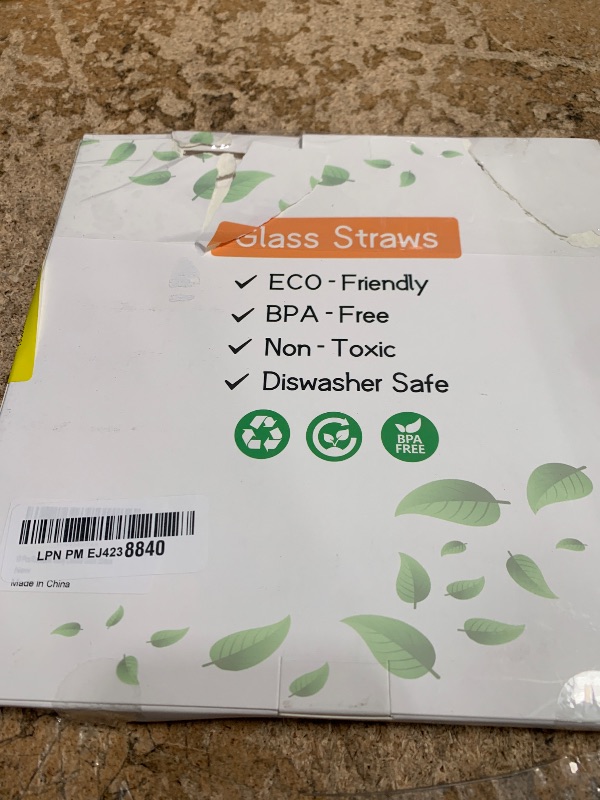 Glass Straws
ECO - Friendly
BPA - Free
Non - Toxic
Diswasher Safe
BPA
FREE
LPN PM EJ4238840
Made in China